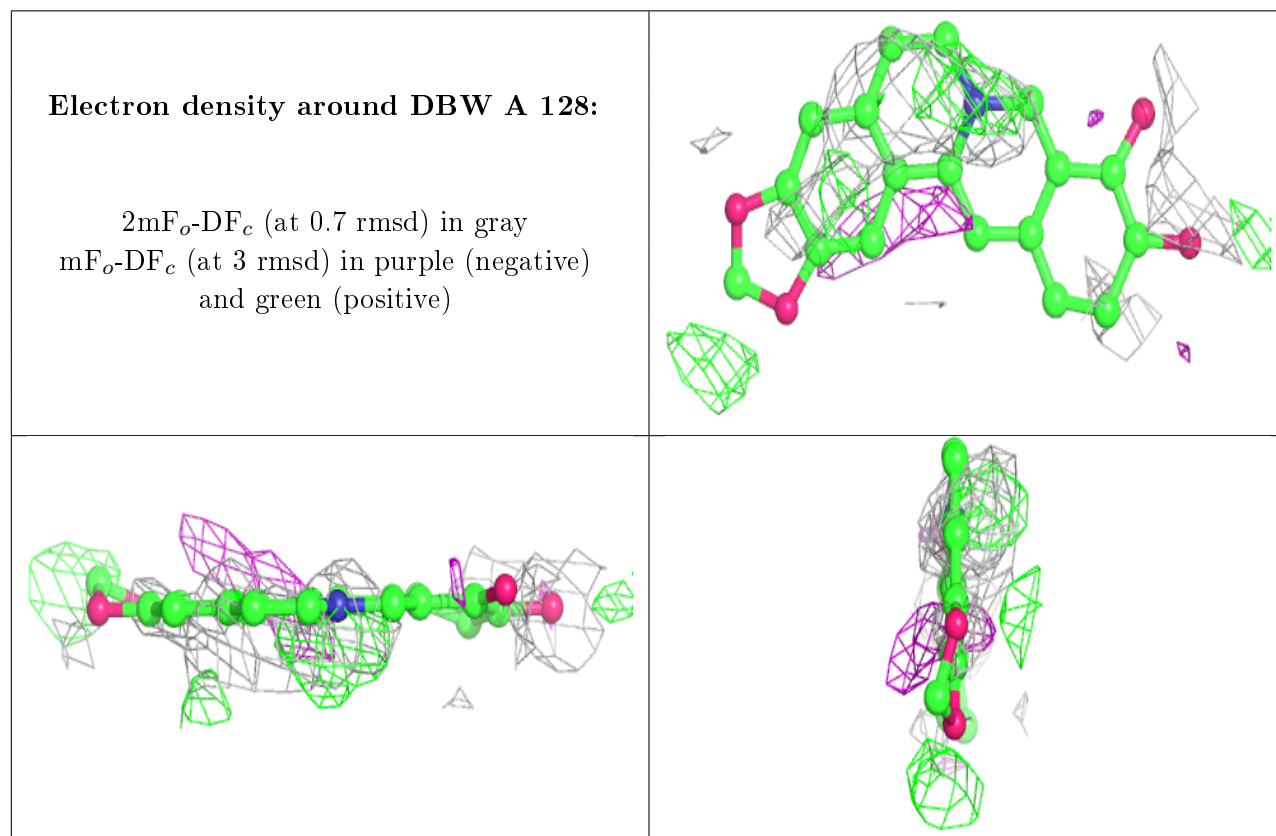 Electron density around DBW A 128:
2mFo-DFc (at 0.7 rmsd) in gray
mFo-DFc (at 3 rmsd) in purple (negative)
and green (positive)